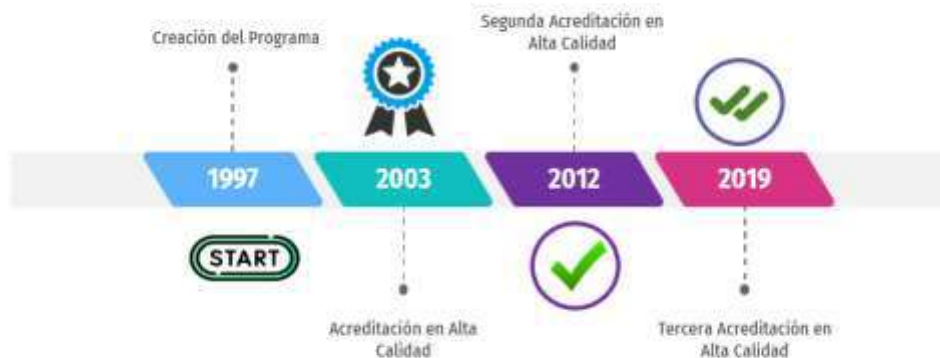 Creación del Programa
Segunda Acreditación en
Alta Calidad
1997
2003
2012
2019
START
Acreditación en Alta
Calidad
Tercera Acreditación en
Alta Calidad